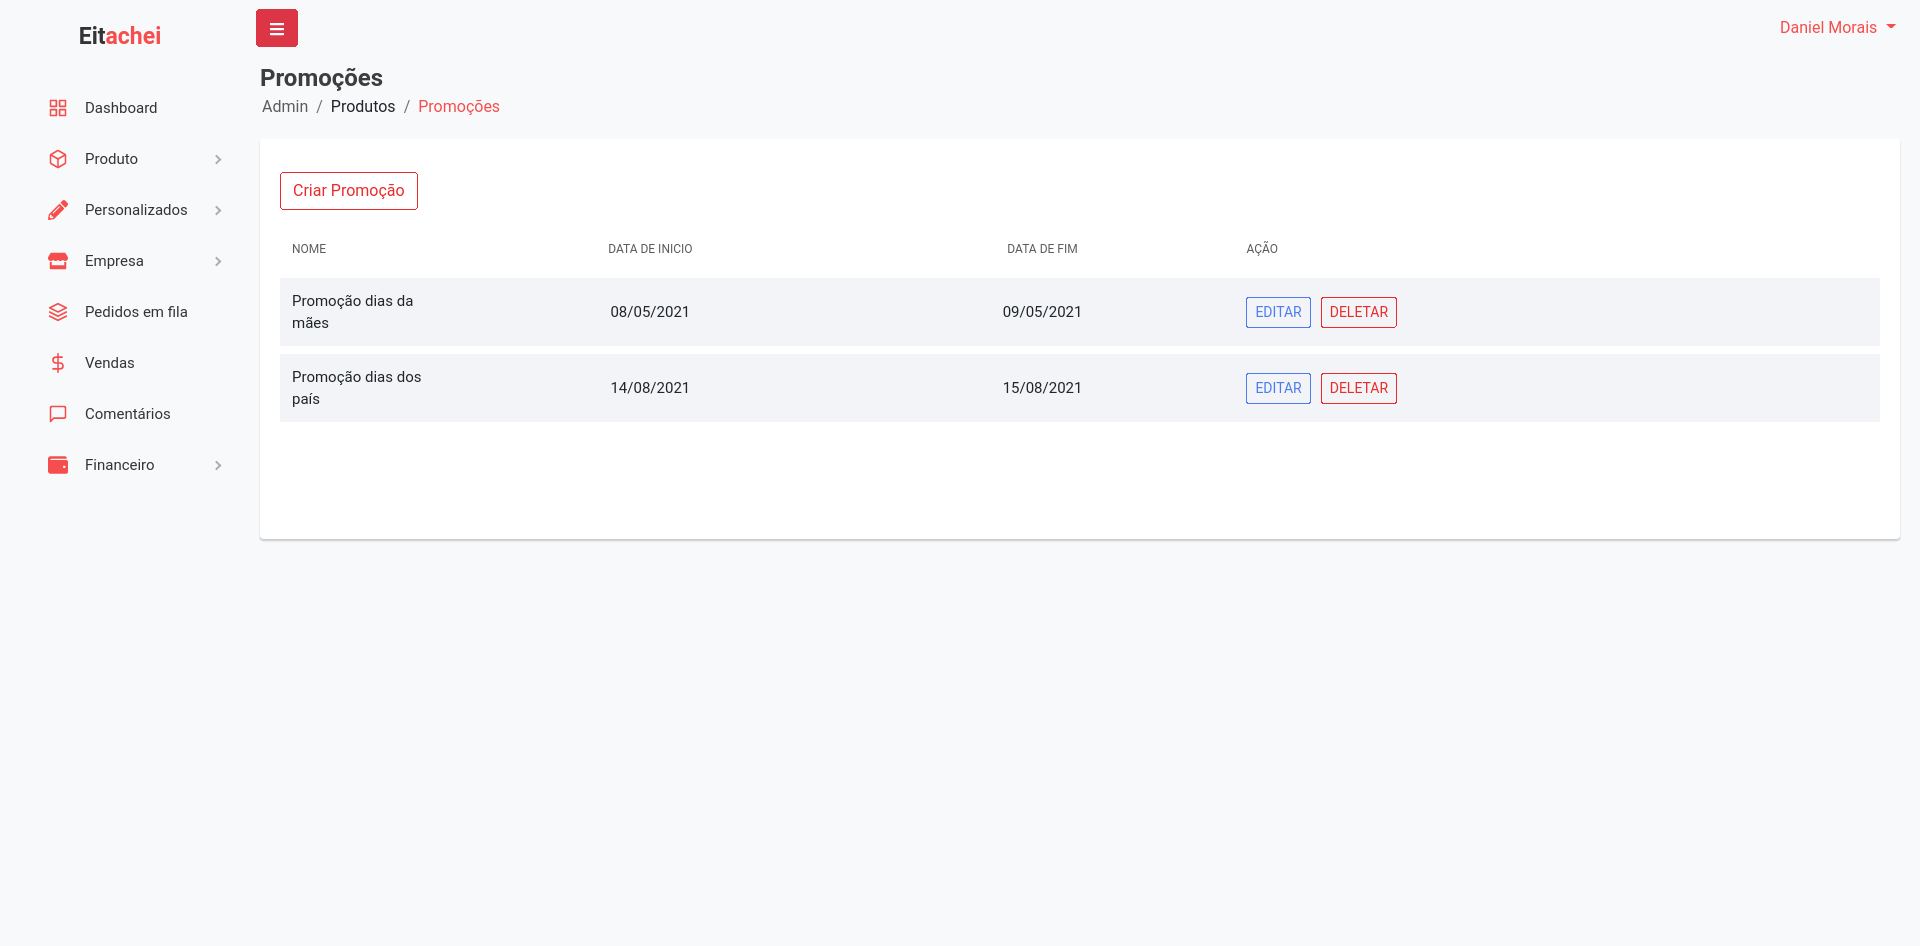 Eitachei
Daniel Morais
Dashboard
Produto
Personalizados
Empresa
Pedidos em fila
Vendas
Comentários
Financeiro
Promoções
Admin / Produtos / Promoções
Criar Promoção
NOME DATA DE INICIO DATA DE FIM AÇÃO
Promoção dias da
mães
08/05/2021 09/05/2021 EDITAR DELETAR
Promoção dias dos
país
14/08/2021 15/08/2021 EDITAR DELETAR